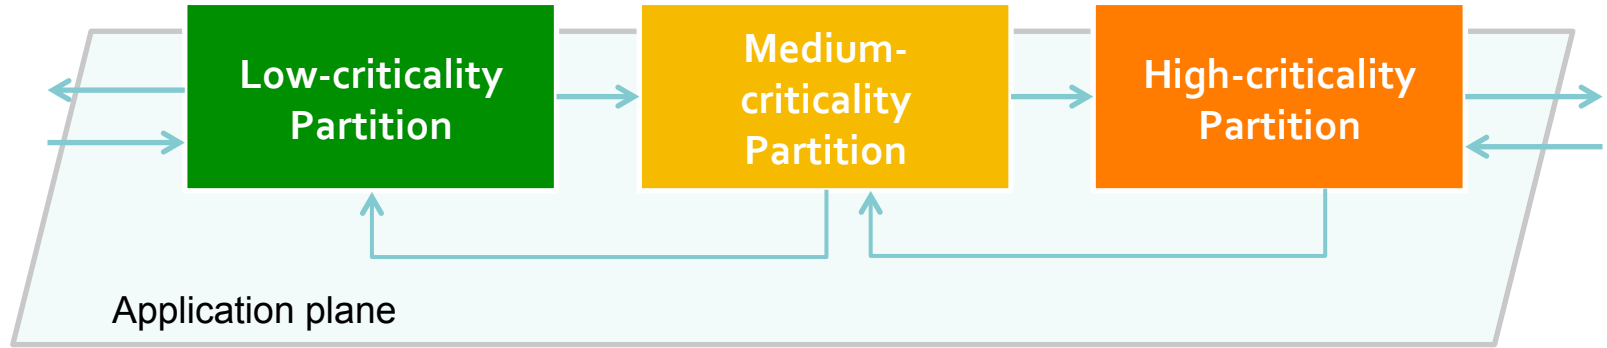 Low-criticality
Partition
Medium-
criticality
Partition
High-criticality
Partition
Application plane